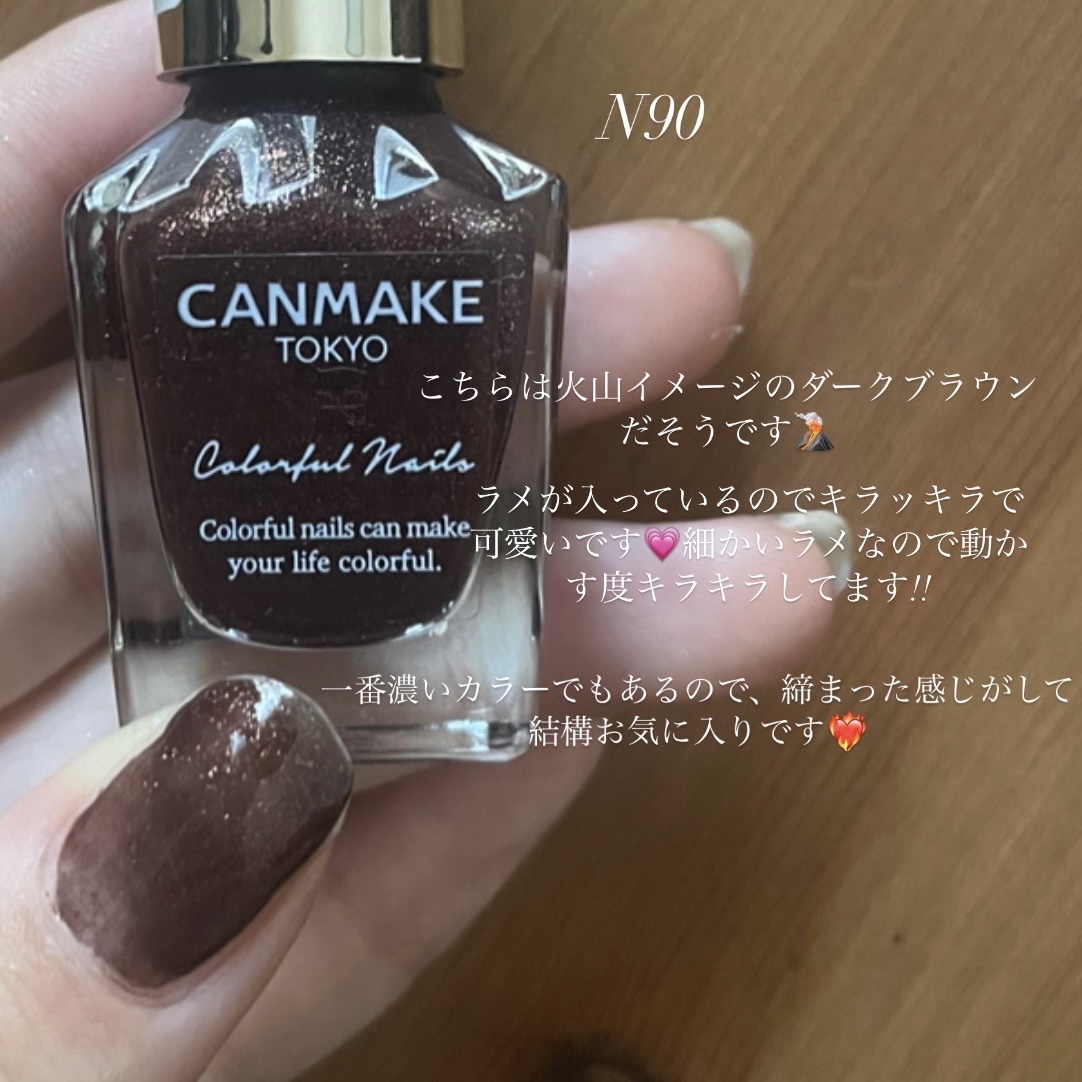 N90
CANMAKE
TOKYO
こちらは火山イメージのダークブラウン
だそうです🌋
Colorful Nails
ラメが入っているのでキラッキラで
可愛いです💗細かいラメなので動か
す度キラキラしてます!!
Colorful nails can make
your life colorful.
一番濃いカラーでもあるので、締まった感じがして
結構お気に入りです❤️‍🔥